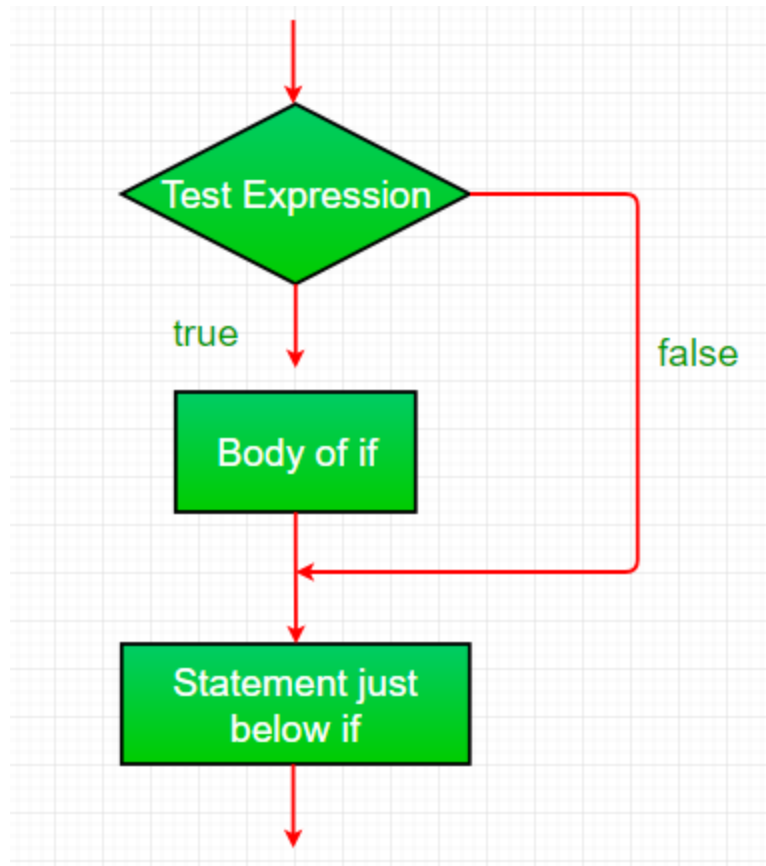 Test Expression
true
false
Body of if
Statement just
below if